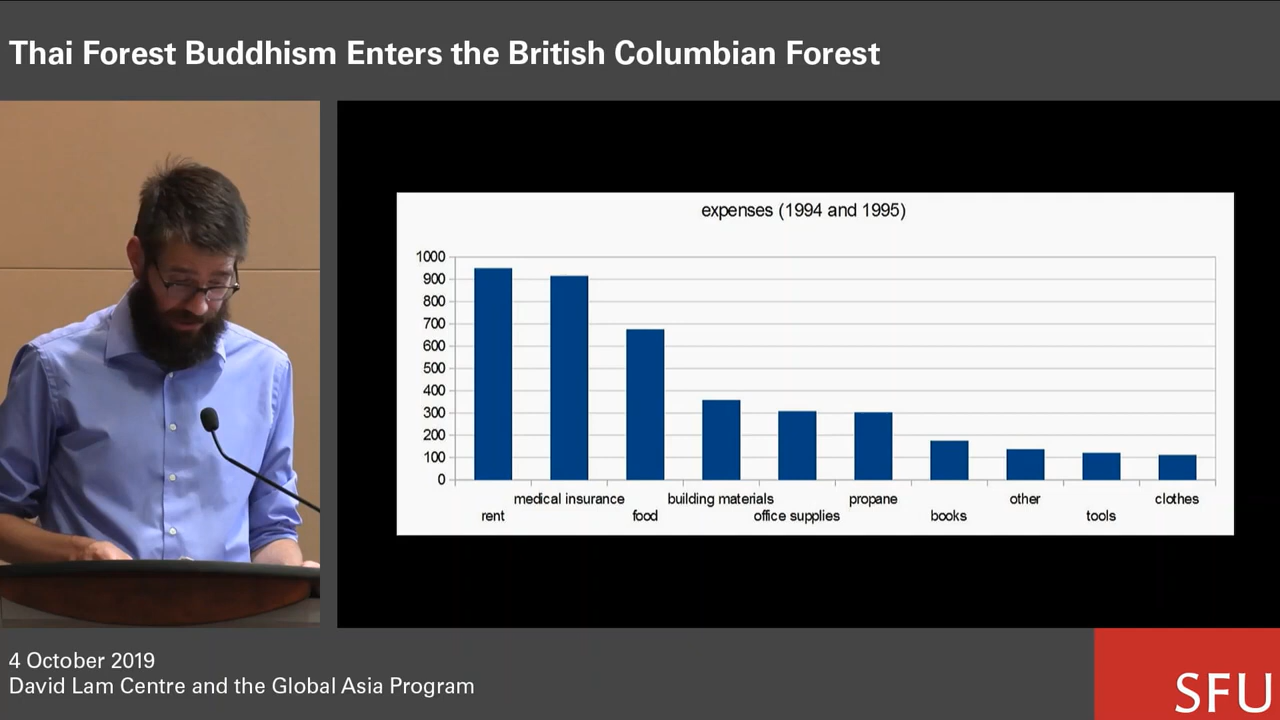 Thai Forest Buddhism Enters the British Columbian Forest
expenses (1994 and 1995)
1000
900
800
700
600
500
400
300
200
100
0
rent
medical insurance
food
building materials
office supplies
propane
books
other
tools
clothes
4 October 2019
David Lam Centre and the Global Asia Program
SFU